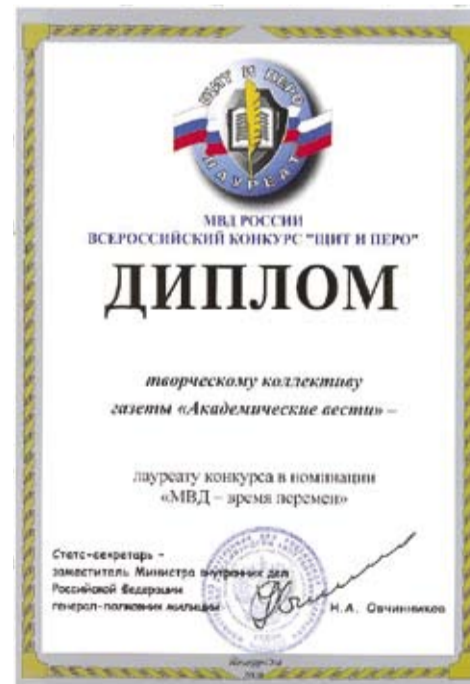 ЩИТ И ПЕРО
ЛАУРЕАТ
МВД РОССИИ
ВСЕРОССИЙСКИЙ КОНКУРС "ЩИТ И ПЕРО"
ДИПЛОМ
творческому коллективу
газеты «Академические вести» –
лауреату конкурса в номинации
«МВД – время перемен»
Статс-секретарь –
заместитель Министра внутренних дел
Российской Федерации
генерал-полковник милиции
Н.А. Овчинников